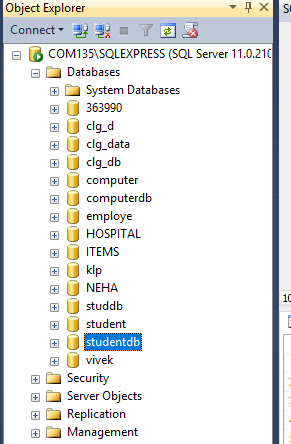 Object Explorer
Connect
COM135\SQLEXPRESS (SQL Server 11.0.210
Databases
System Databases
363990
clg_d
clg_data
clg_db
computer
computerdb
employe
HOSPITAL
ITEMS
klp
NEHA
studdb
student
studentdb
vivek
Security
Server Objects
Replication
Management
10